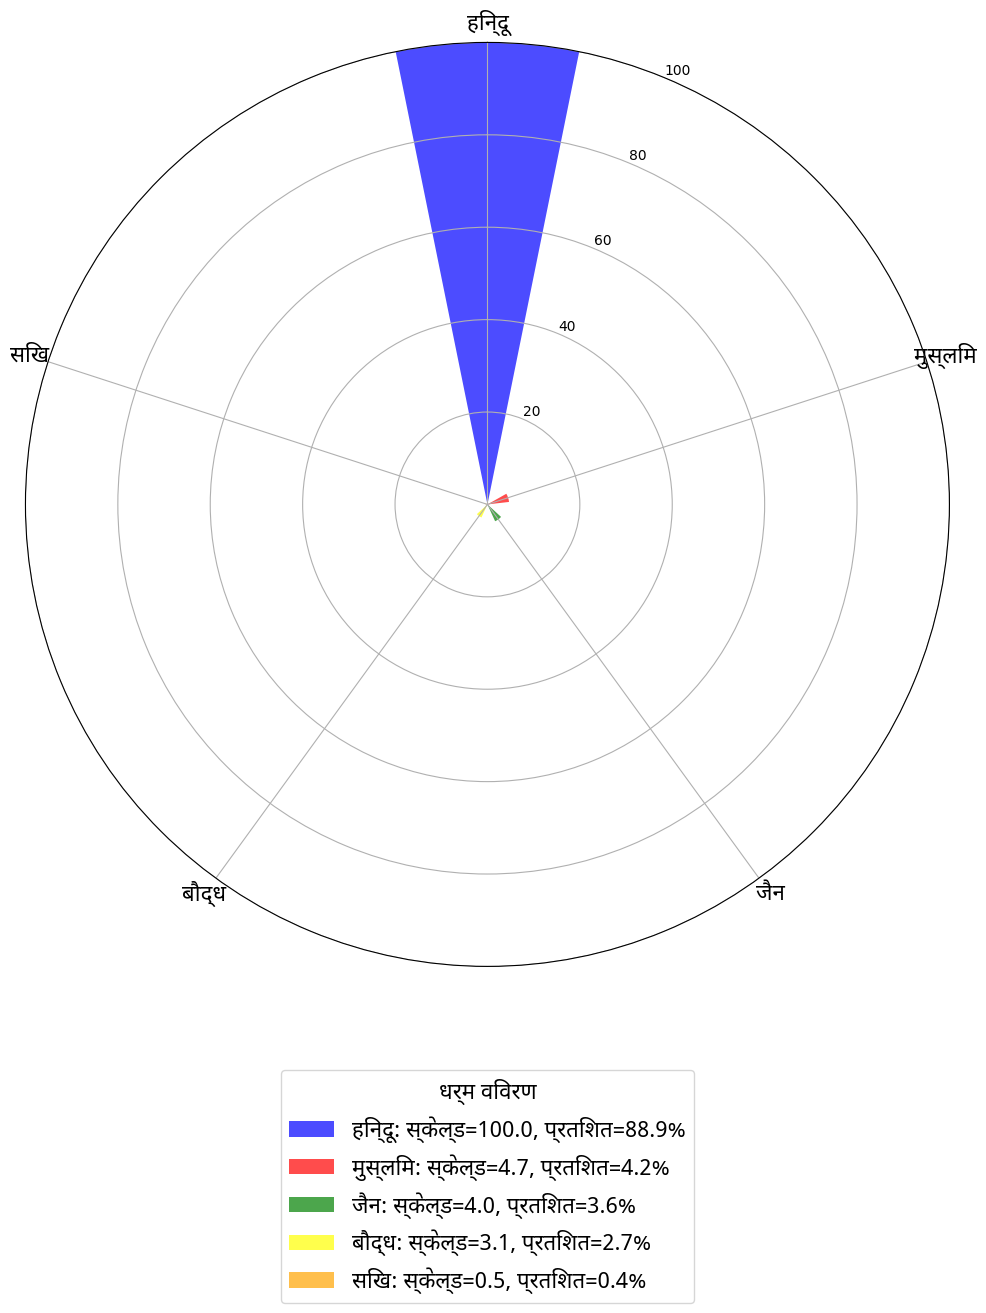 हिन्दू
100
80
60
40
20
सिख
मुस्लिम
बौद्ध
जैन
धर्म विवरण
हिन्दू: स्केल्ड=100.0, प्रतिशत=88.9%
मुस्लिम: स्केल्ड=4.7, प्रतिशत=4.2%
जैन: स्केल्ड=4.0, प्रतिशत=3.6%
बौद्ध: स्केल्ड=3.1, प्रतिशत=2.7%
सिख: स्केल्ड=0.5, प्रतिशत=0.4%